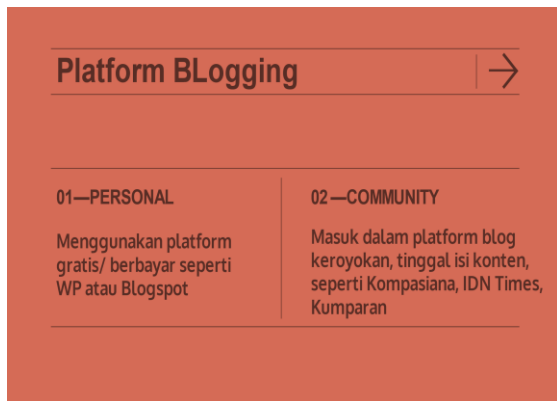 Platform BLogging
01—PERSONAL
Menggunakan platform
gratis/ berbayar seperti
WP atau Blogspot
02—COMMUNITY
Masuk dalam platform blog
keroyokan, tinggal isi konten,
seperti Kompasiana, IDN Times,
Kumparan